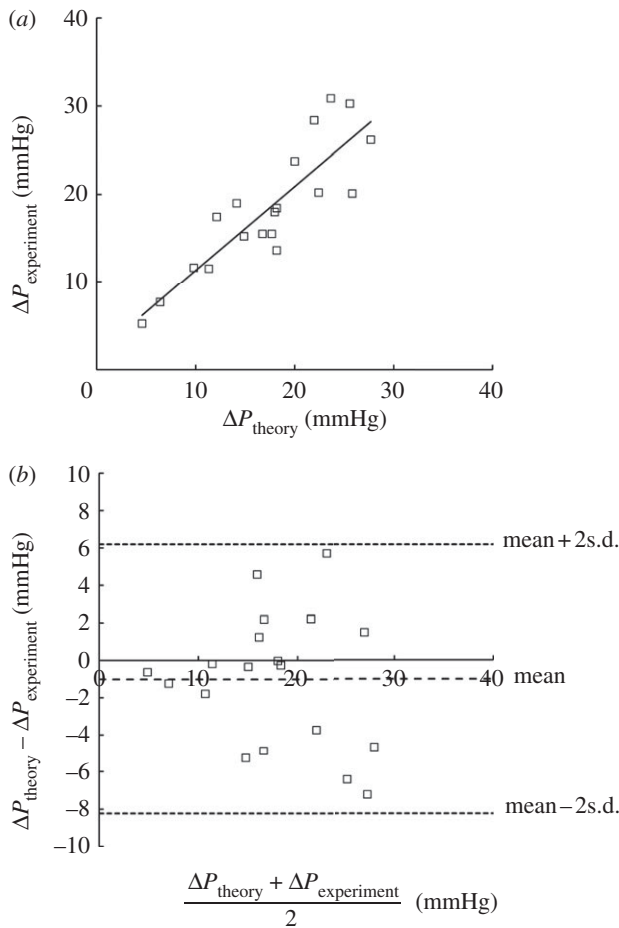 (a)
40
30
20
10
ΔP_experiment (mmHg)
0 10 20 30 40
ΔP_theory (mmHg)
(b)
10
8
6
4
2
0
−2
−4
−6
−8
−10
ΔP_theory − ΔP_experiment (mmHg)
mean + 2s.d.
10 20 30 40
mean
mean − 2s.d.
ΔP_theory + ΔP_experiment
2
(mmHg)